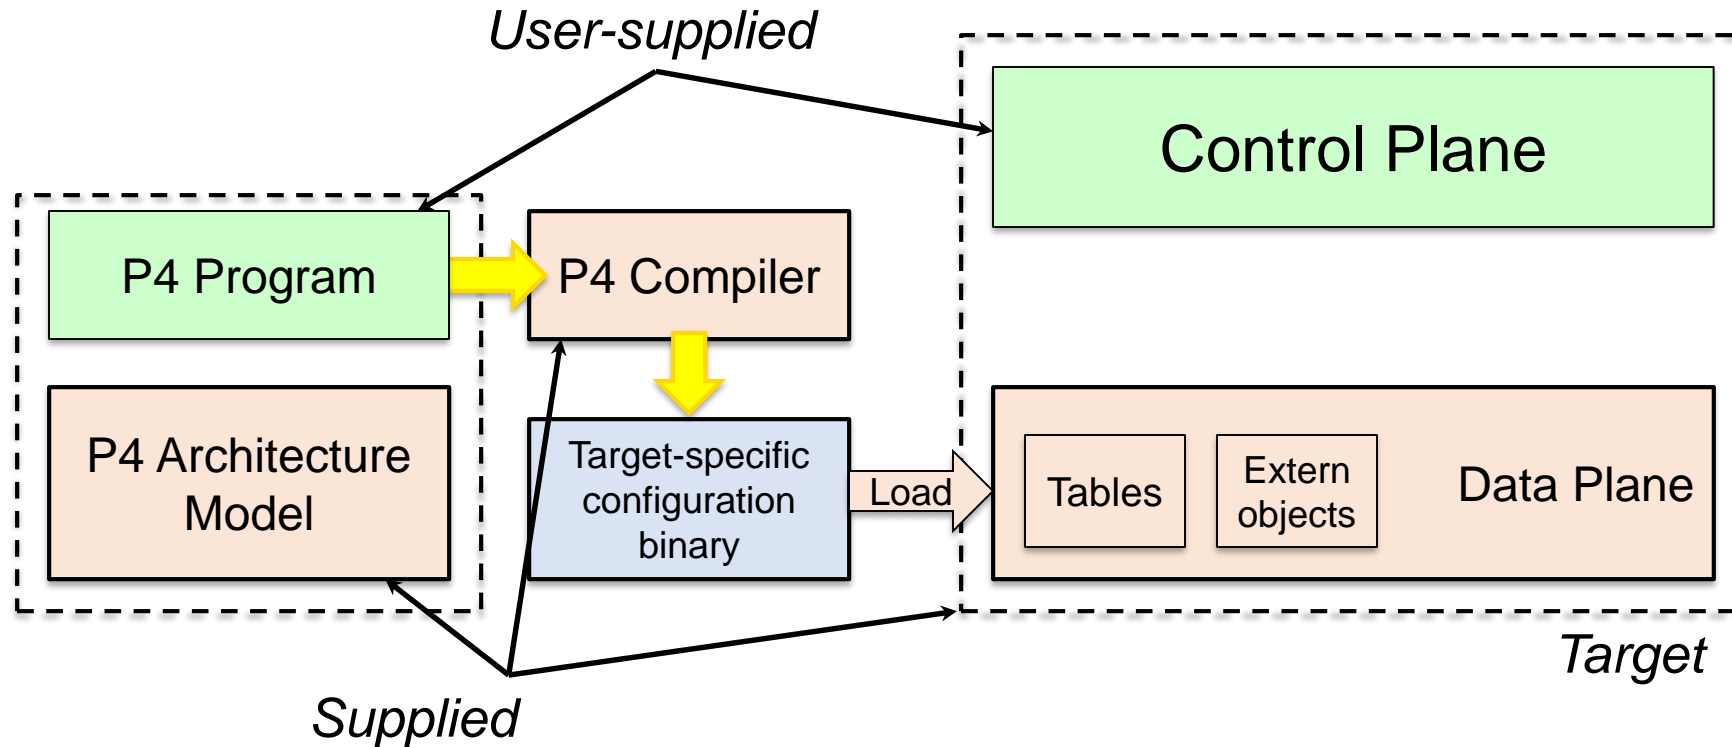 User-supplied
Control Plane
P4 Program
P4 Compiler
P4 Architecture
Model
Target-specific
configuration
binary
Load
Tables
Extern
objects
Data Plane
Target
Supplied